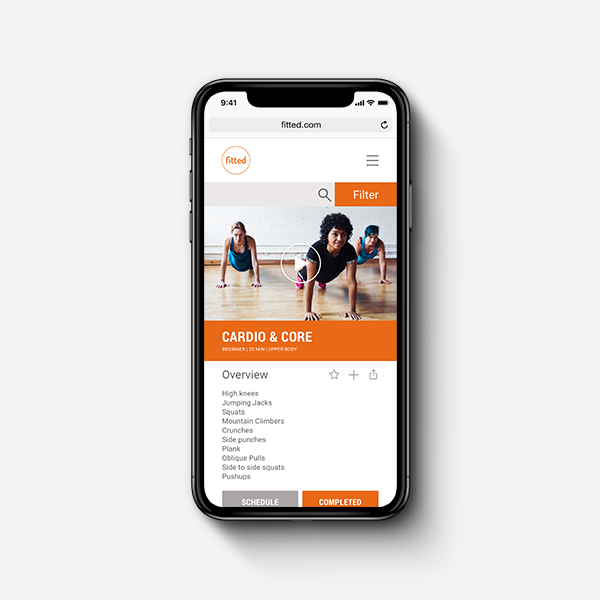 9:41
fitted.com
fitted
Filter
CARDIO & CORE
BEGINNER | 20 MIN | UPPER BODY
Overview
High knees
Jumping Jacks
Squats
Mountain Climbers
Crunches
Side punches
Plank
Oblique Pulls
Side to side squats
Pushups
SCHEDULE
COMPLETED